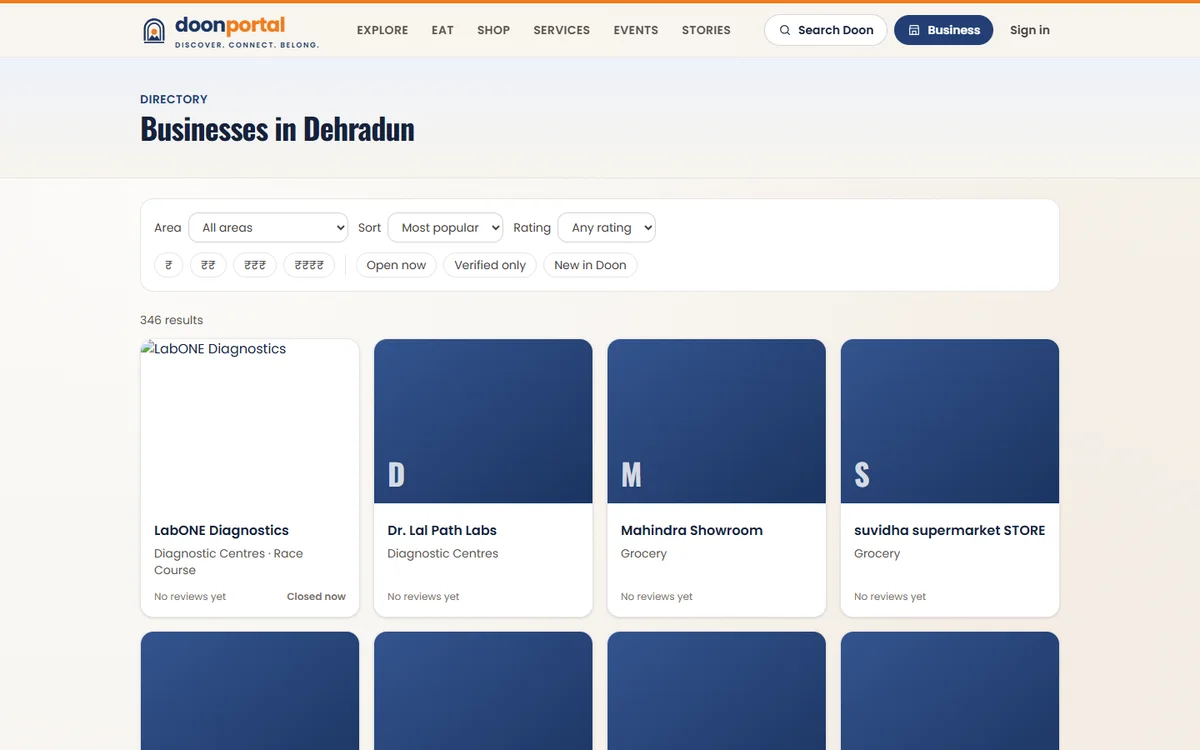 doonportal
DISCOVER. CONNECT. BELONG.
EXPLORE EAT SHOP SERVICES EVENTS STORIES Search Doon Business Sign in
DIRECTORY
Businesses in Dehradun
Area All areas Sort Most popular Rating Any rating
₹ ₹₹ ₹₹₹ ₹₹₹₹ Open now Verified only New in Doon
346 results
LabONE Diagnostics
D M S
LabONE Diagnostics
Diagnostic Centres · Race
Course
No reviews yet Closed now
Dr. Lal Path Labs
Diagnostic Centres
No reviews yet
Mahindra Showroom
Grocery
No reviews yet
suvidha supermarket STORE
Grocery
No reviews yet